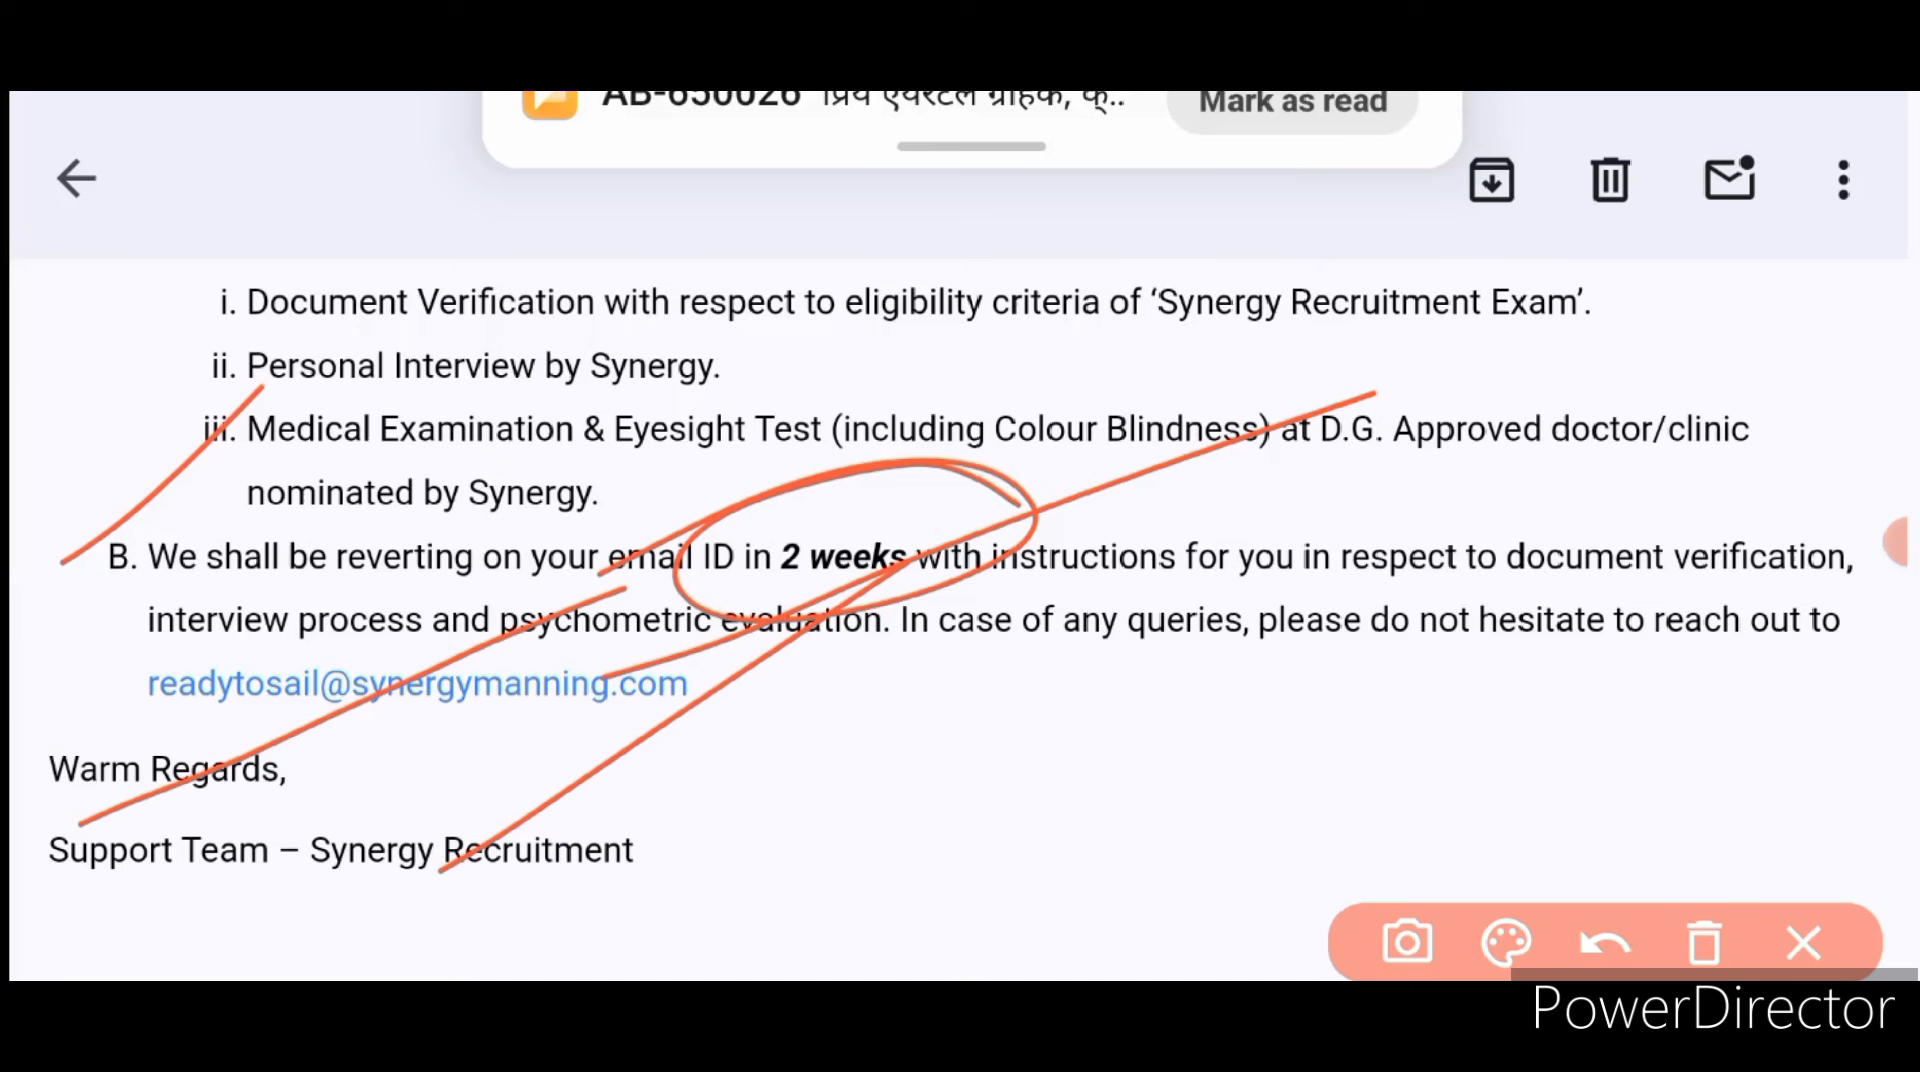 AB-650026 प्रिय एयरटेल ग्राहक, क्..
Mark as read
i. Document Verification with respect to eligibility criteria of ‘Synergy Recruitment Exam’.
ii. Personal Interview by Synergy.
iii. Medical Examination & Eyesight Test (including Colour Blindness) at D.G. Approved doctor/clinic
nominated by Synergy.
B. We shall be reverting on your email ID in 2 weeks with instructions for you in respect to document verification,
interview process and psychometric evaluation. In case of any queries, please do not hesitate to reach out to
readytosail@synergymanning.com
Warm Regards,
Support Team – Synergy Recruitment
PowerDirector